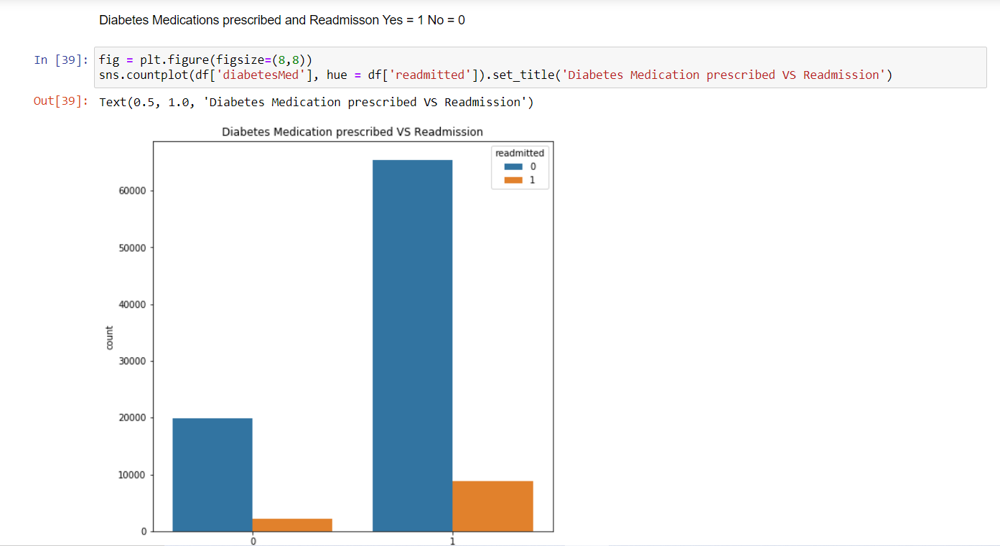 Diabetes Medications prescribed and Readmisson Yes = 1 No = 0
In [39]: fig = plt.figure(figsize=(8,8))
sns.countplot(df['diabetesMed'], hue = df['readmitted']).set_title('Diabetes Medication prescribed VS Readmission')
Out[39]: Text(0.5, 1.0, 'Diabetes Medication prescribed VS Readmission')
Diabetes Medication prescribed VS Readmission
readmitted
0
1
60000
50000
40000
count
30000
20000
10000
0
0 1